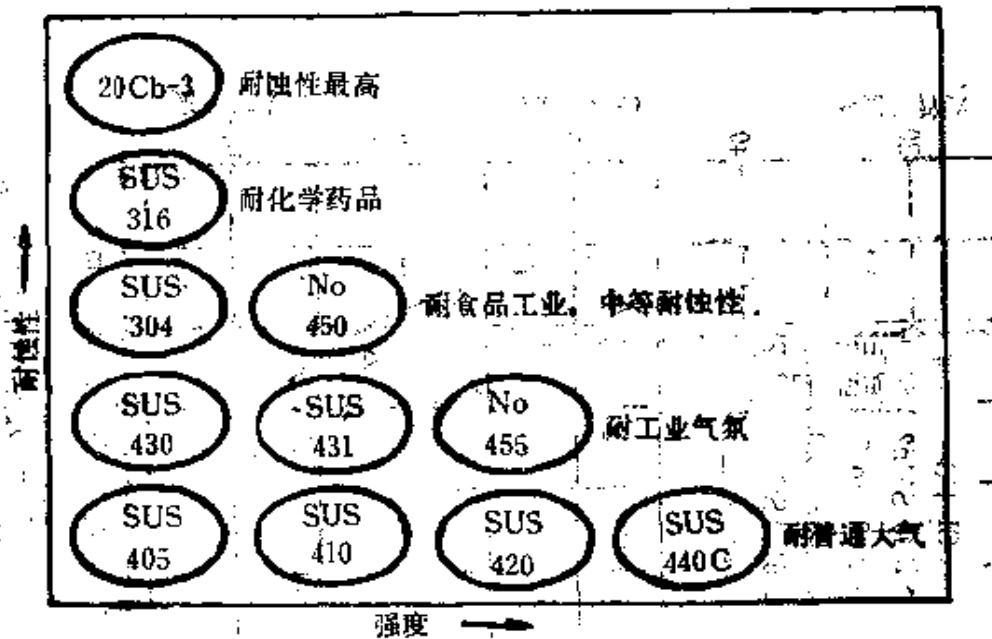 20Cb-3 耐蚀性最高
SUS
316
耐化学药品
SUS
304
No
450
耐食品工业。中等耐蚀性.
SUS
430
SUS
431
No
455
耐工业气氛
SUS
405
SUS
410
SUS
420
SUS
440C
耐普通大气
耐蚀性
强度